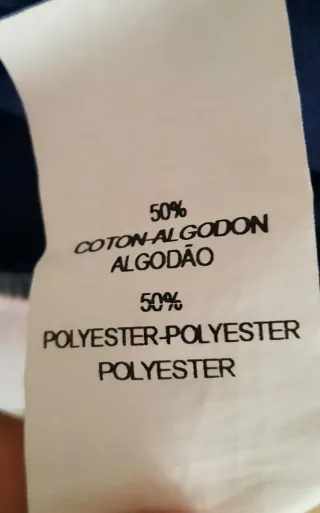 50%
COTON-ALGODON
ALGODÃO
50%
POLYESTER-POLYESTER
POLYESTER